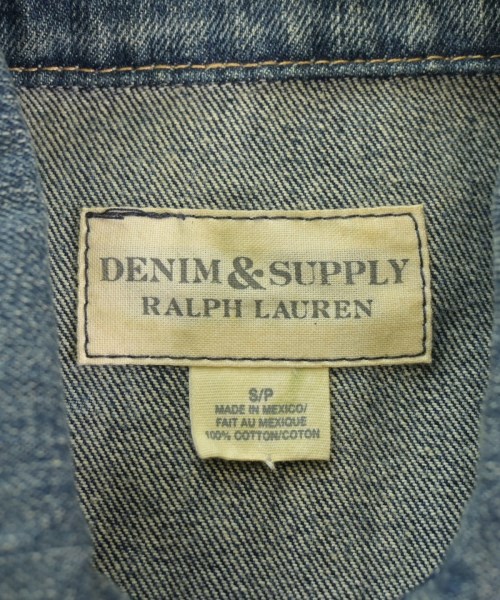 DENIM & SUPPLY
RALPH LAUREN
S/P
MADE IN MEXICO/
FAIT AU MEXIQUE
100% COTTON/COTON